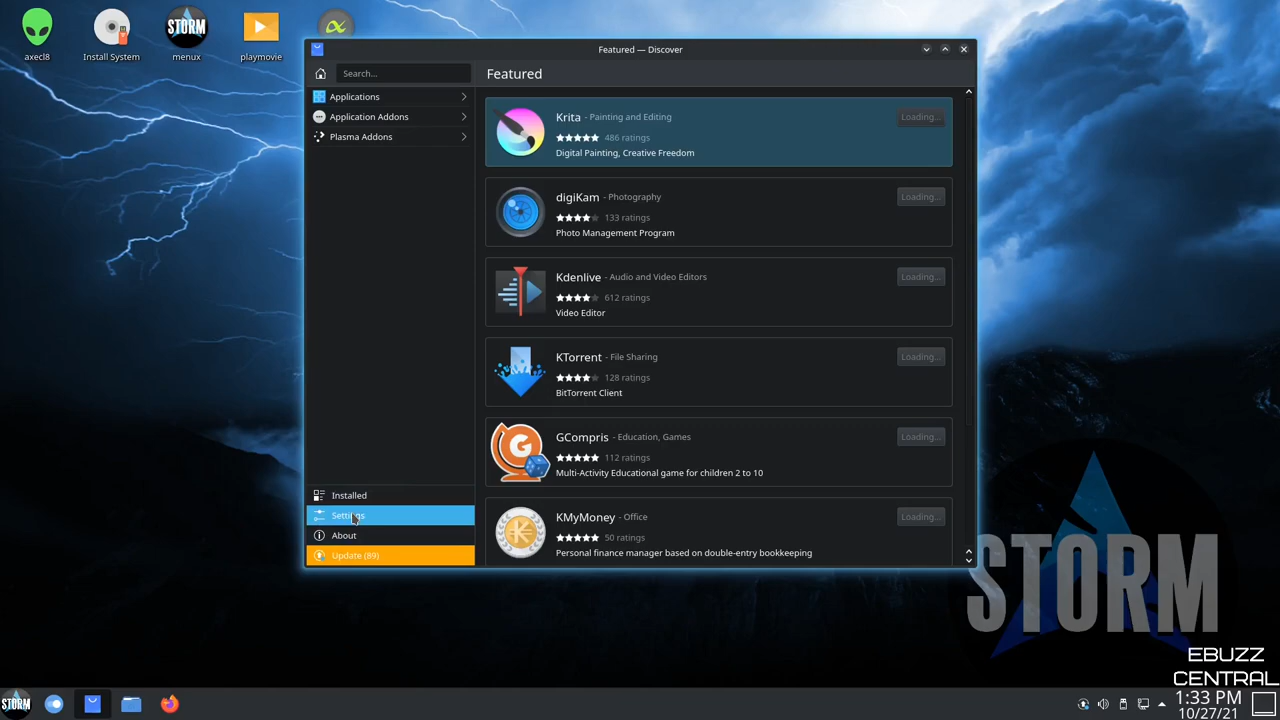 axecl8
Install System
STORM
menux
playmovie
Featured — Discover
Search...
Featured
Applications
Application Addons
Plasma Addons
Krita - Painting and Editing
486 ratings
Digital Painting, Creative Freedom
Loading...
digiKam - Photography
133 ratings
Photo Management Program
Loading...
Kdenlive - Audio and Video Editors
612 ratings
Video Editor
Loading...
KTorrent - File Sharing
128 ratings
BitTorrent Client
Loading...
G
GCompris - Education, Games
112 ratings
Multi-Activity Educational game for children 2 to 10
Loading...
KMyMoney - Office
50 ratings
Personal finance manager based on double-entry bookkeeping
Loading...
Installed
Settings
About
Update (89)
STORM
EBUZZ
CENTRAL
STORM
1:33 PM
10/27/21